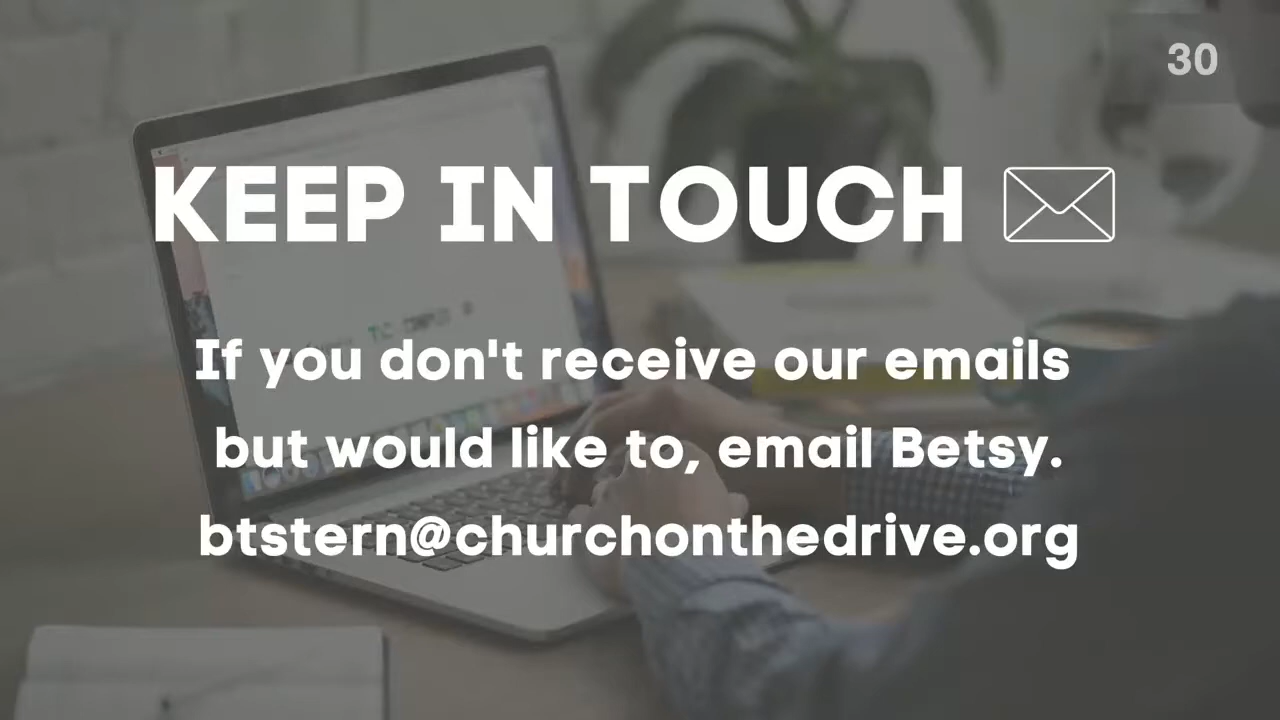 30
KEEP IN TOUCH
If you don't receive our emails
but would like to, email Betsy.
btstern@churchonthedrive.org